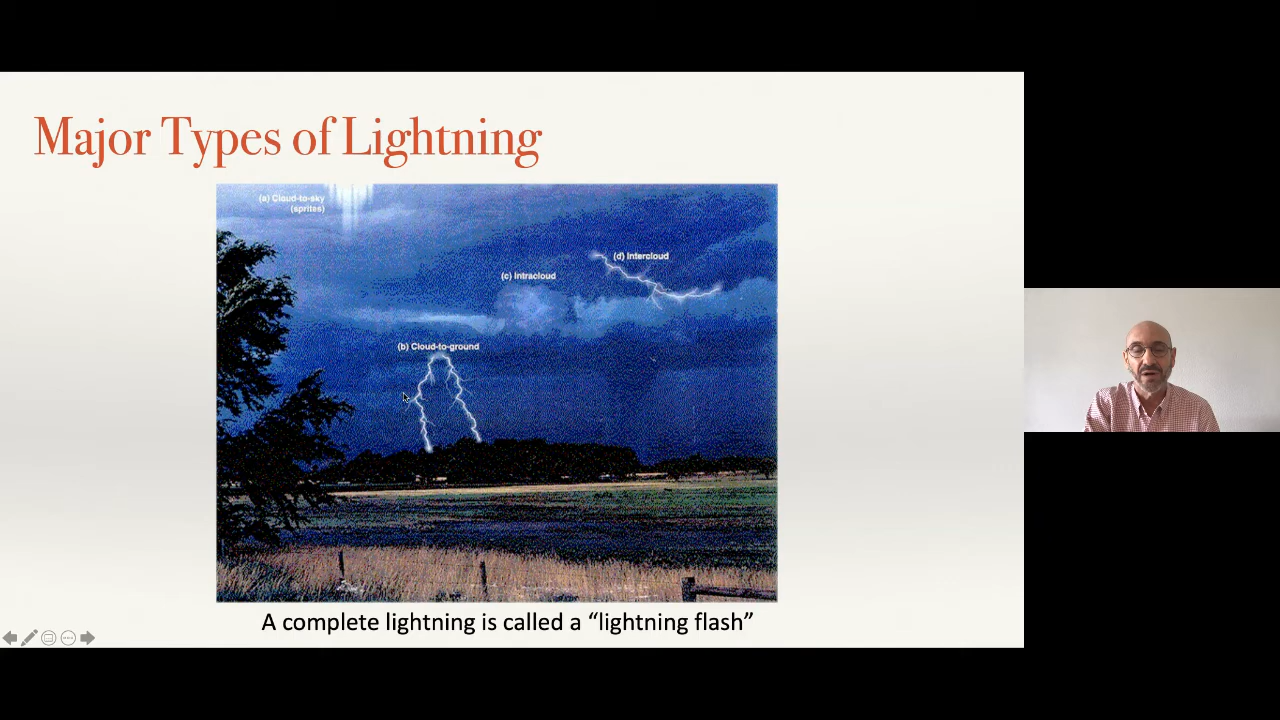 Major Types of Lightning
(a) Cloud-to-sky
(sprites)
(d) Intercloud
(c) Intracloud
(b) Cloud-to-ground
A complete lightning is called a “lightning flash”